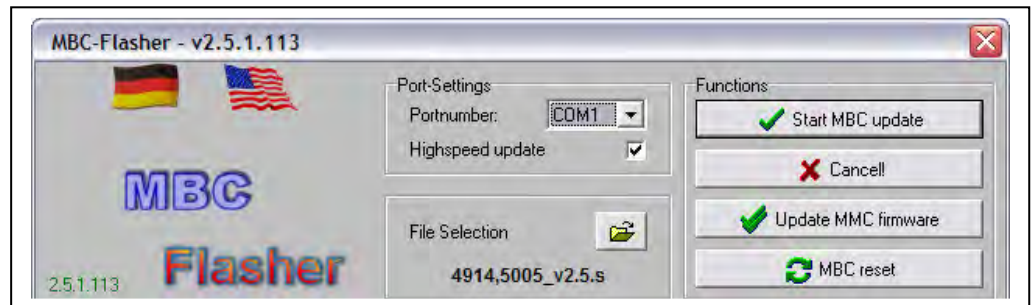 MBC-Flasher - v2.5.1.113
Port-Settings
Portnumber: COM1
Highspeed update
File Selection
4914,5005_v2.5.s
Functions
Start MBC update
Cancel!
Update MMC firmware
MBC reset
MBC
Flasher
2.5.1.113